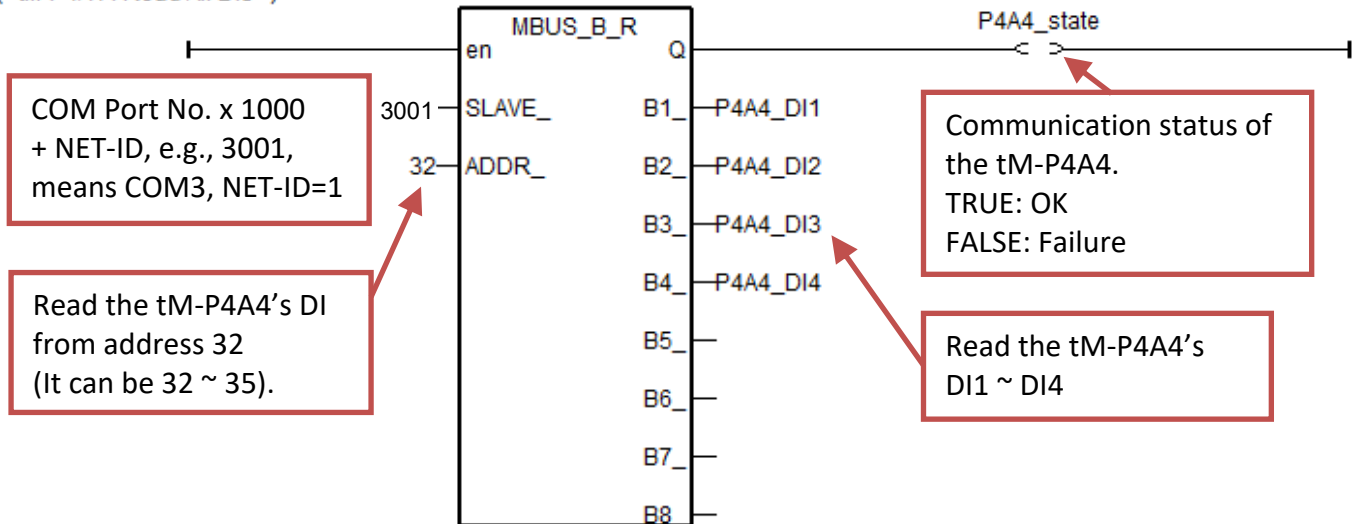 MBUS_B_R
P4A4_state
en
Q
COM Port No. x 1000
+ NET-ID, e.g., 3001,
means COM3, NET-ID=1
3001
SLAVE_
B1_
P4A4_DI1
32
ADDR_
B2_
P4A4_DI2
B3_
P4A4_DI3
B4_
P4A4_DI4
Communication status of
the tM-P4A4.
TRUE: OK
FALSE: Failure
Read the tM-P4A4’s DI
from address 32
(It can be 32 ~ 35).
B5_
B6_
B7_
B8
Read the tM-P4A4’s
DI1 ~ DI4